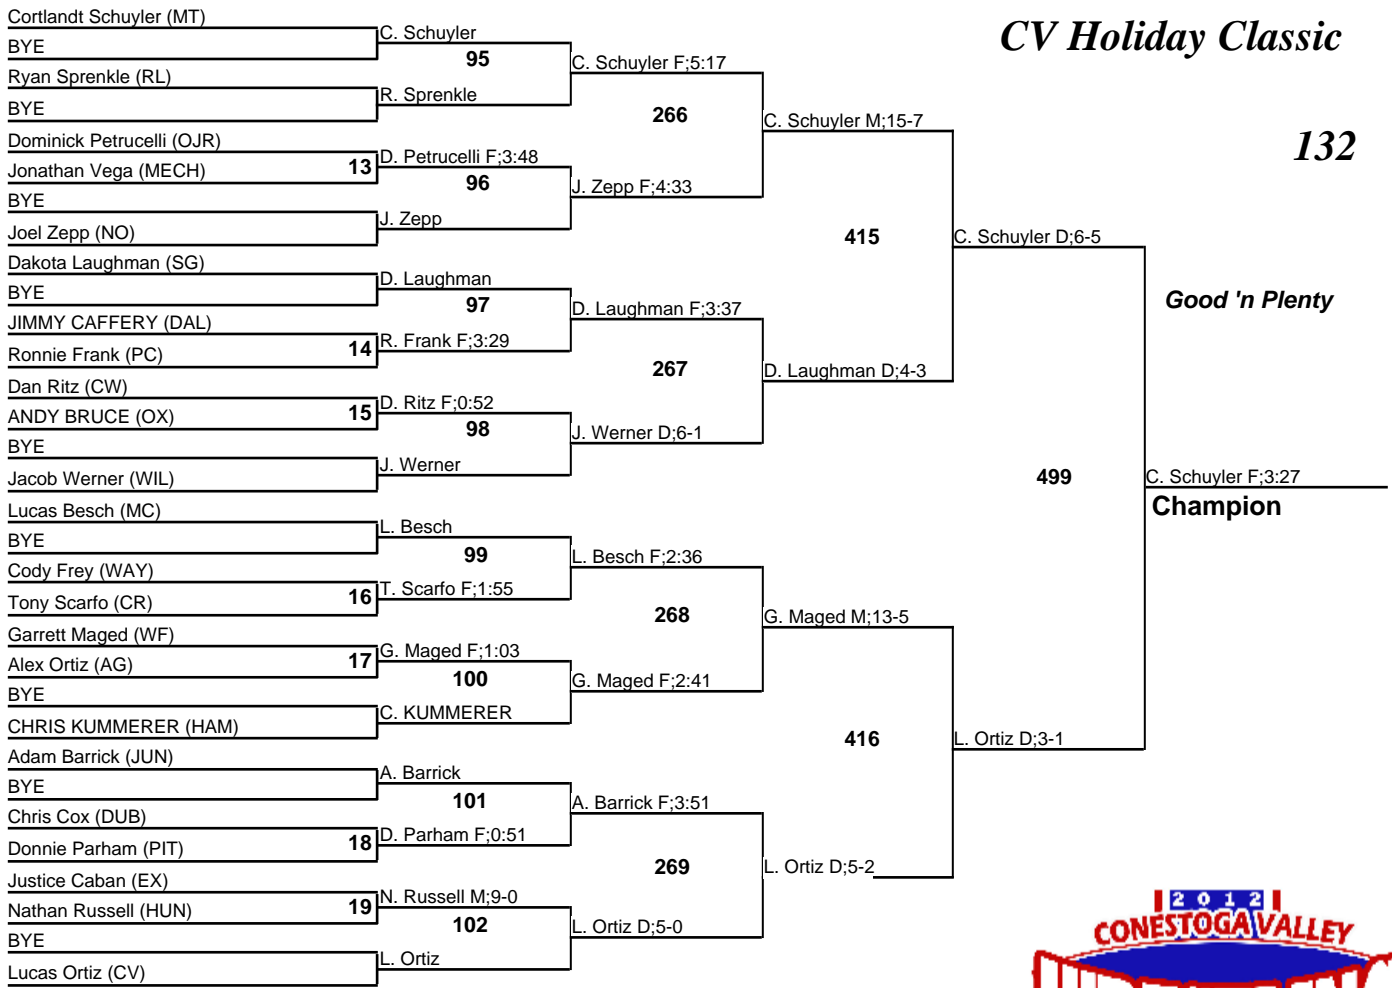 CV Holiday Classic
132
Good 'n Plenty
Cortlandt Schuyler (MT)
BYE
Ryan Sprenkle (RL)
BYE
Dominick Petrucelli (OJR)
Jonathan Vega (MECH)
BYE
Joel Zepp (NO)
Dakota Laughman (SG)
BYE
JIMMY CAFFERY (DAL)
Ronnie Frank (PC)
Dan Ritz (CW)
ANDY BRUCE (OX)
BYE
Jacob Werner (WIL)
Lucas Besch (MC)
BYE
Cody Frey (WAY)
Tony Scarfo (CR)
Garrett Maged (WF)
Alex Ortiz (AG)
BYE
CHRIS KUMMERER (HAM)
Adam Barrick (JUN)
BYE
Chris Cox (DUB)
Donnie Parham (PIT)
Justice Caban (EX)
Nathan Russell (HUN)
BYE
Lucas Ortiz (CV)
13
14
15
16
17
18
19
C. Schuyler
95
R. Sprenkle
D. Petrucelli F;3:48
96
J. Zepp
D. Laughman
97
R. Frank F;3:29
D. Ritz F;0:52
98
J. Werner
L. Besch
99
T. Scarfo F;1:55
G. Maged F;1:03
100
C. KUMMERER
A. Barrick
101
D. Parham F;0:51
N. Russell M;9-0
102
L. Ortiz
C. Schuyler F;5:17
266
J. Zepp F;4:33
D. Laughman F;3:37
267
J. Werner D;6-1
L. Besch F;2:36
268
G. Maged F;2:41
A. Barrick F;3:51
269
L. Ortiz D;5-0
C. Schuyler M;15-7
415
D. Laughman D;4-3
G. Maged M;13-5
416
L. Ortiz D;5-2
C. Schuyler D;6-5
499
L. Ortiz D;3-1
C. Schuyler F;3:27
Champion
2012
CONESTOGA VALLEY